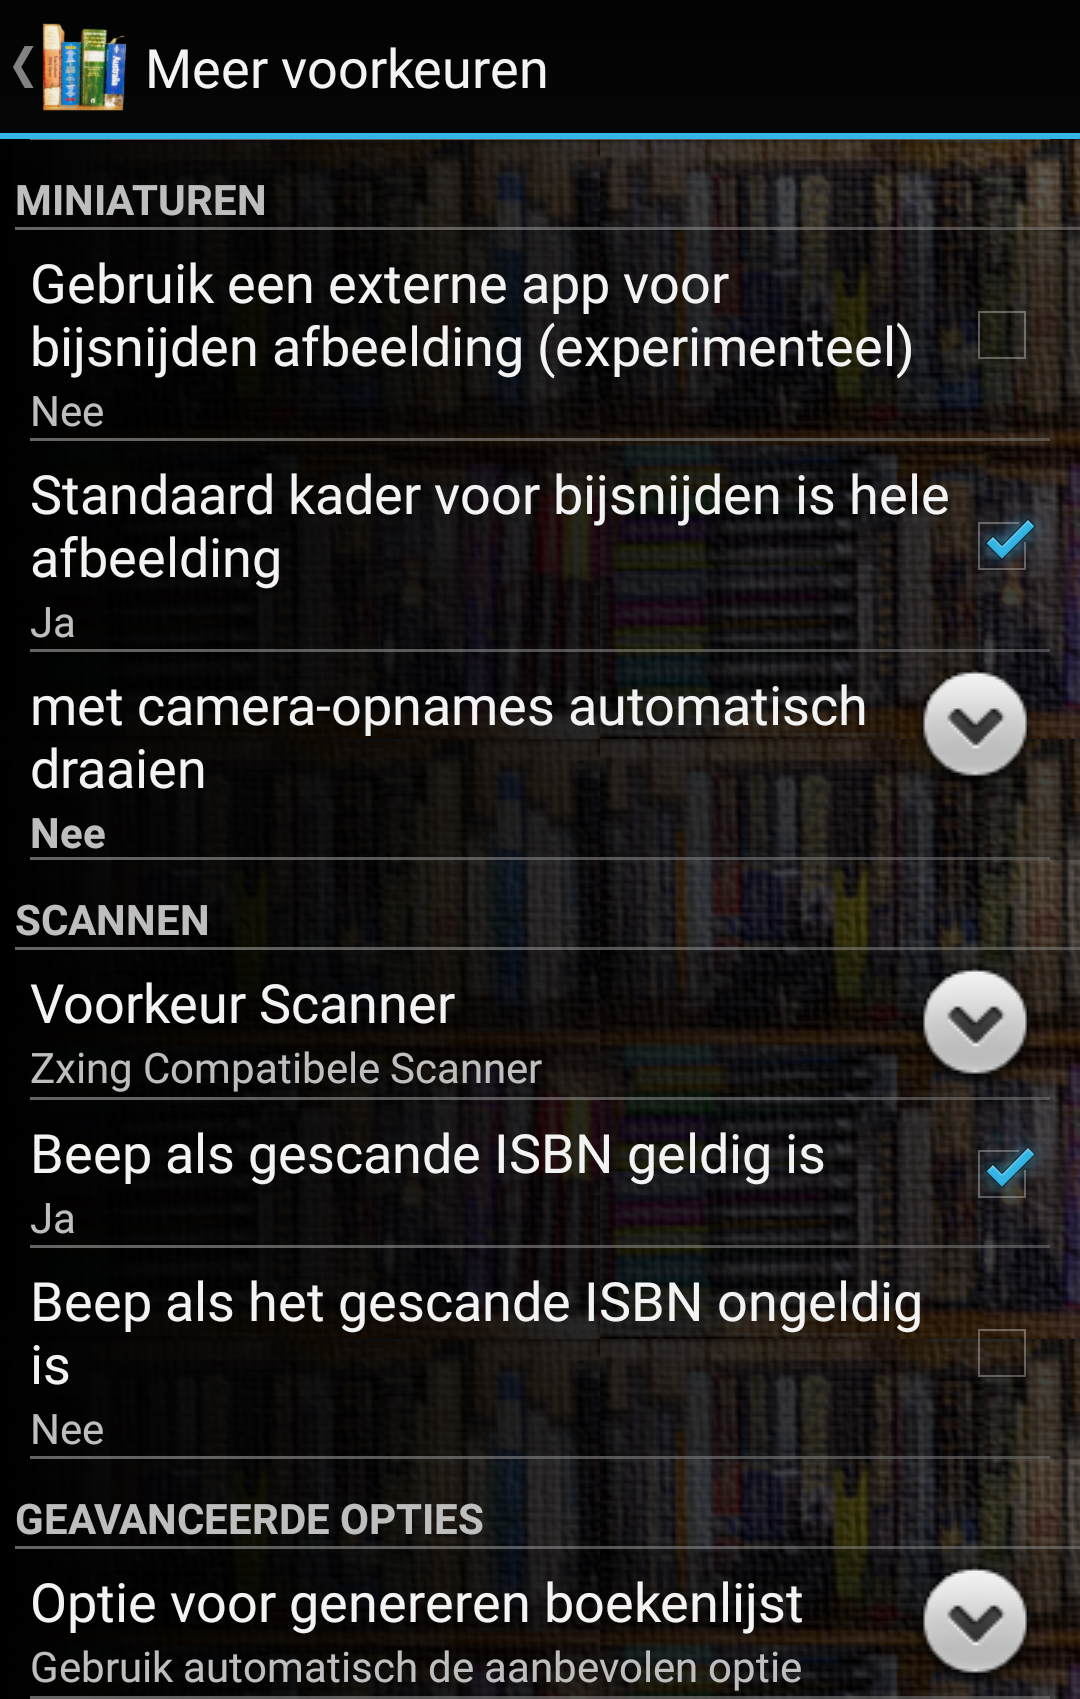 Meer voorkeuren
MINIATUREN
Gebruik een externe app voor
bijsnijden afbeelding (experimenteel)
Nee
Standaard kader voor bijsnijden is hele
afbeelding
Ja
met camera-opnames automatisch
draaien
Nee
SCANNEN
Voorkeur Scanner
Zxing Compatibele Scanner
Beep als gescande ISBN geldig is
Ja
Beep als het gescande ISBN ongeldig
is
Nee
GEAVANCEERDE OPTIES
Optie voor genereren boekenlijst
Gebruik automatisch de aanbevolen optie